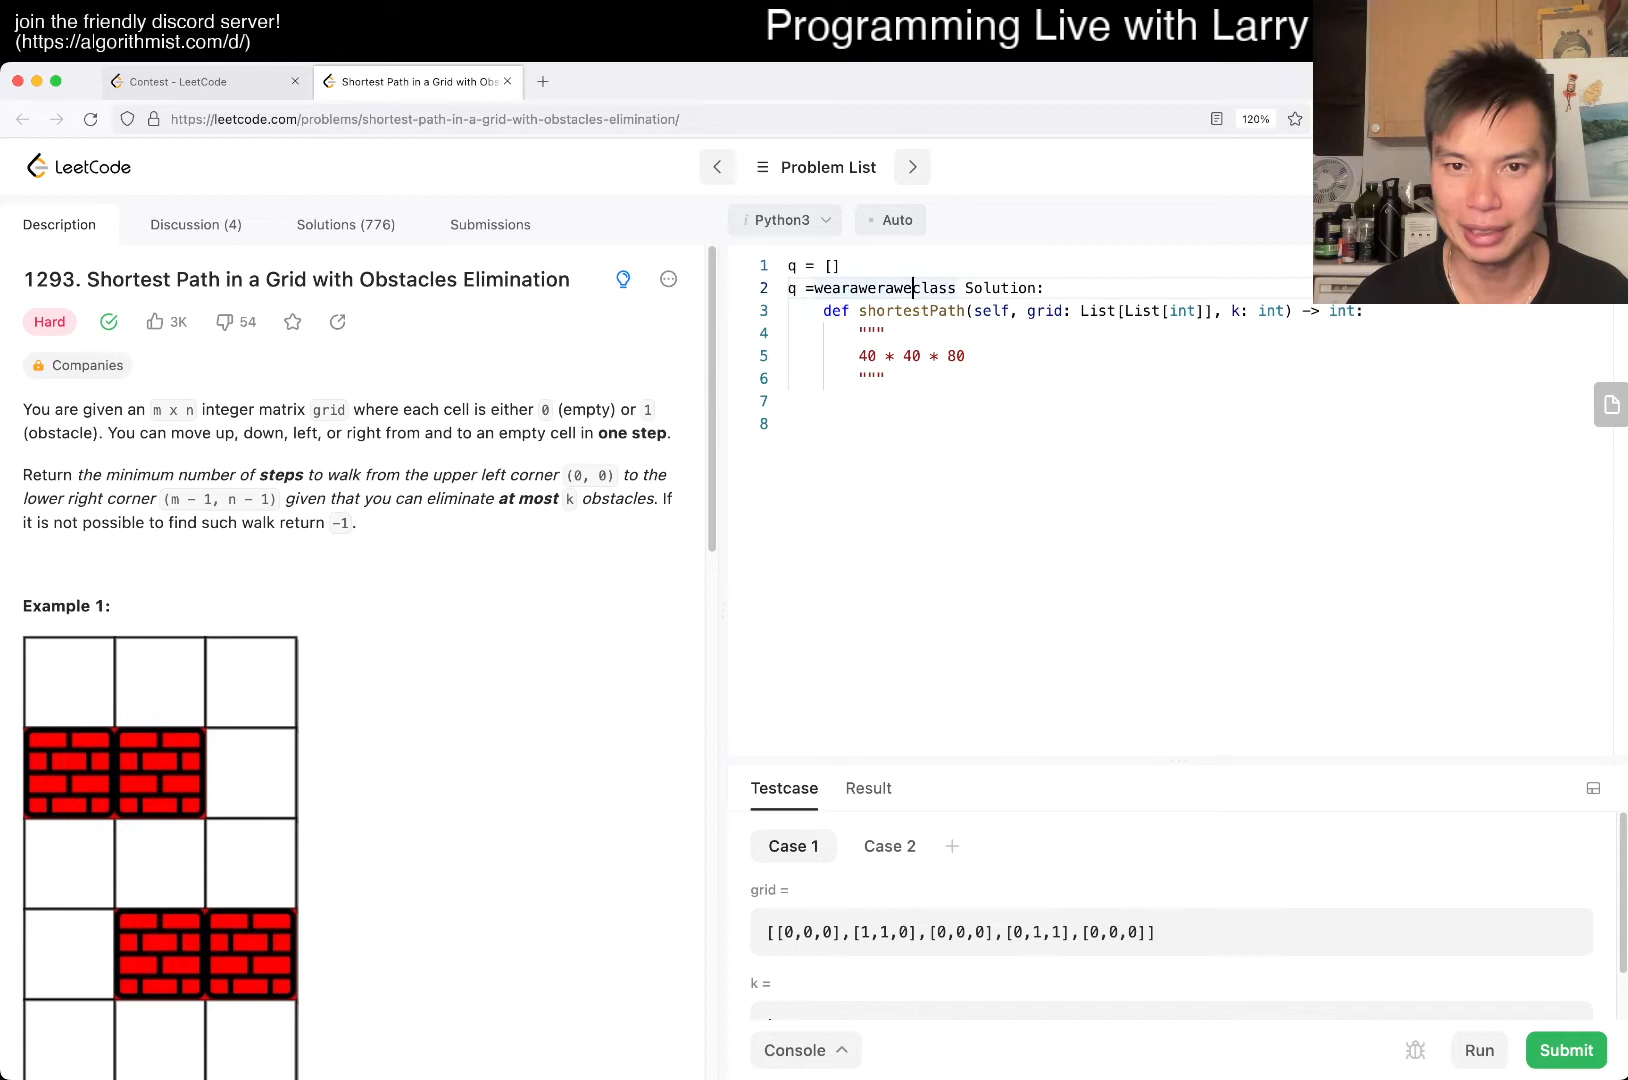 join the friendly discord server!
(https://algorithmist.com/d/)
Programming Live with Larry
Contest - LeetCode
Shortest Path in a Grid with Obs
https://leetcode.com/problems/shortest-path-in-a-grid-with-obstacles-elimination/
120%
LeetCode
Problem List
Description
Discussion (4)
Solutions (776)
Submissions
1293. Shortest Path in a Grid with Obstacles Elimination
Hard
3K
54
Companies
You are given an m x n integer matrix grid where each cell is either 0 (empty) or 1
(obstacle). You can move up, down, left, or right from and to an empty cell in one step.
Return the minimum number of steps to walk from the upper left corner (0, 0) to the
lower right corner (m - 1, n - 1) given that you can eliminate at most k obstacles. If
it is not possible to find such walk return -1.
Example 1:
i Python3
Auto
1 q = []
2 q =wearaweraweclass Solution:
3 def shortestPath(self, grid: List[List[int]], k: int) -> int:
4 """
5 40 * 40 * 80
6 """
7
8
Testcase
Result
Case 1
Case 2
grid =
[[0,0,0],[1,1,0],[0,0,0],[0,1,1],[0,0,0]]
k =
Console
Run
Submit